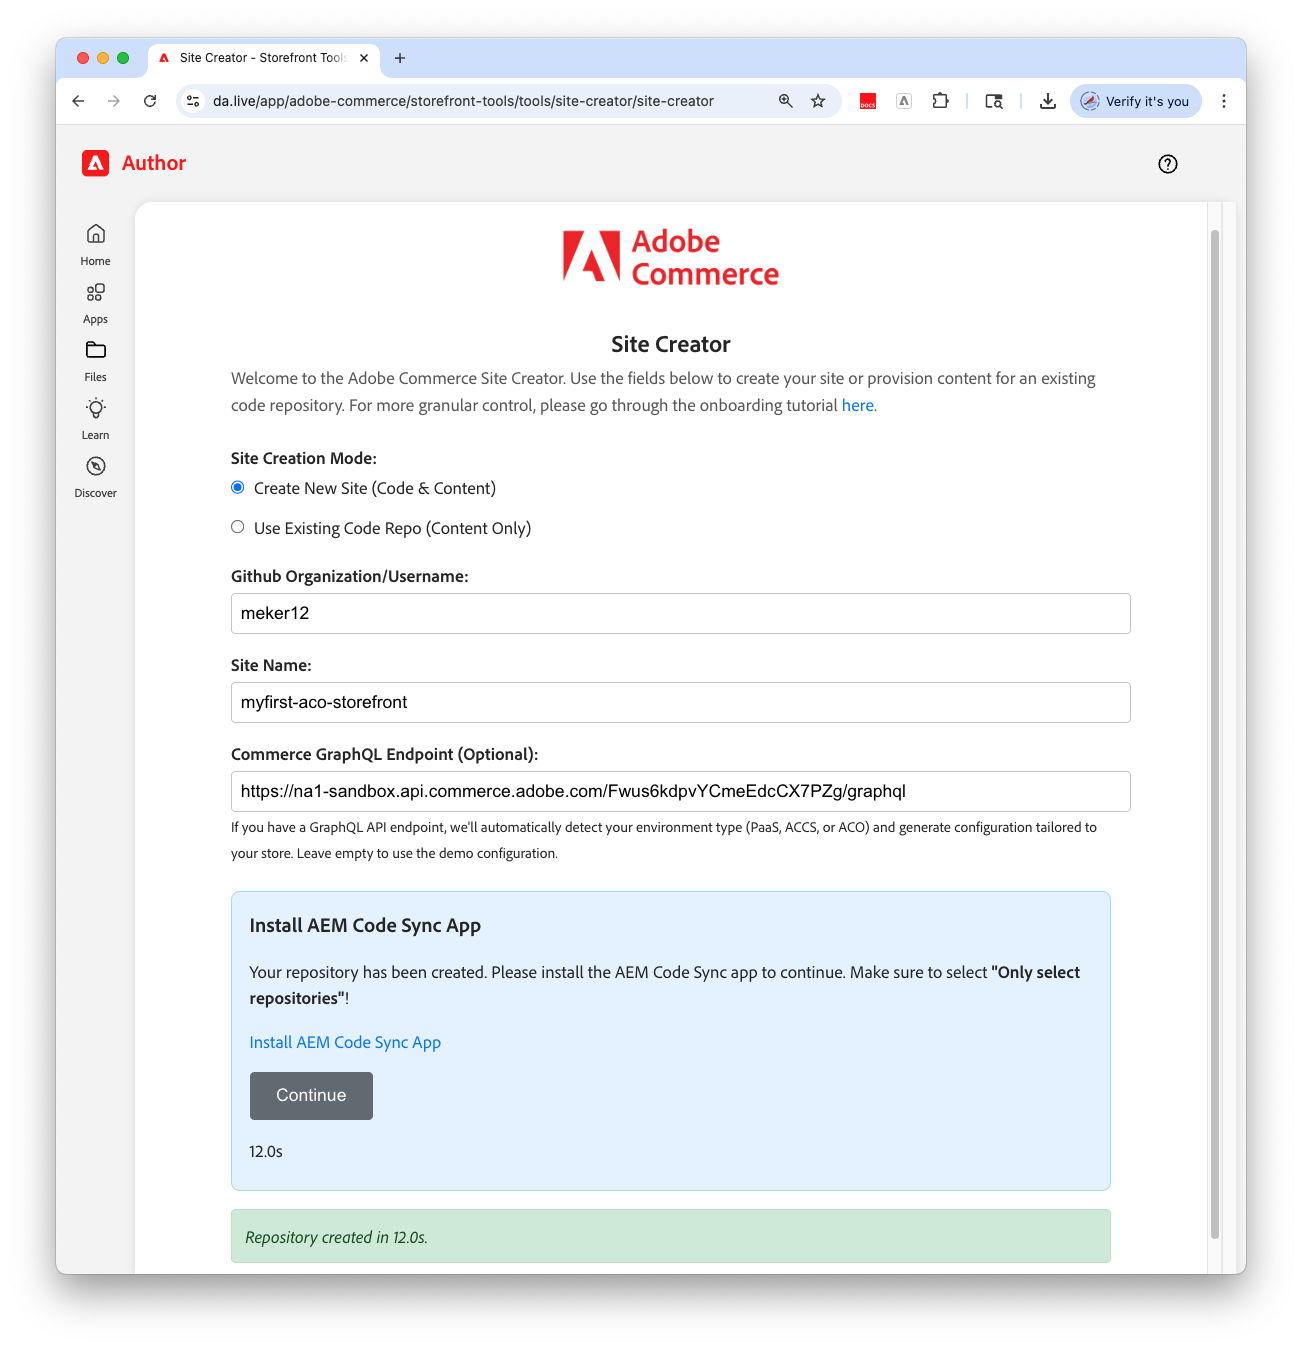 Site Creator - Storefront Tools
da.live/app/adobe-commerce/storefront-tools/tools/site-creator/site-creator
DOCS
Verify it's you
Author
Home
Apps
Files
Learn
Discover
Adobe
Commerce
Site Creator
Welcome to the Adobe Commerce Site Creator. Use the fields below to create your site or provision content for an existing
code repository. For more granular control, please go through the onboarding tutorial here.
Site Creation Mode:
Create New Site (Code & Content)
Use Existing Code Repo (Content Only)
Github Organization/Username:
meker12
Site Name:
myfirst-aco-storefront
Commerce GraphQL Endpoint (Optional):
https://na1-sandbox.api.commerce.adobe.com/Fwus6kdpvYCmeEdcCX7PZg/graphql
If you have a GraphQL API endpoint, we'll automatically detect your environment type (PaaS, ACCS, or ACO) and generate configuration tailored to
your store. Leave empty to use the demo configuration.
Install AEM Code Sync App
Your repository has been created. Please install the AEM Code Sync app to continue. Make sure to select "Only select
repositories"!
Install AEM Code Sync App
Continue
12.0s
Repository created in 12.0s.